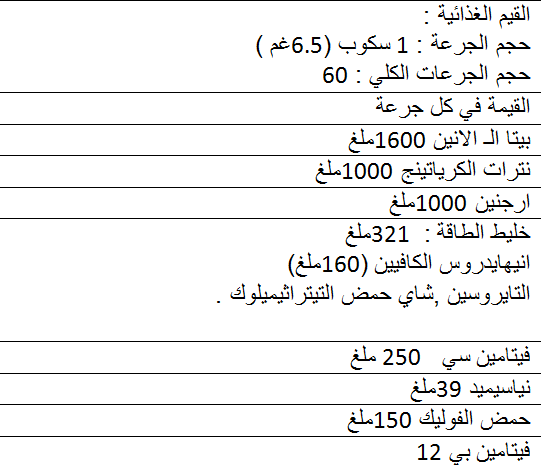 القيم الغذائية :
حجم الجرعة : 1 سكوب (6.5غم )
حجم الجرعات الكلي : 60
القيمة في كل جرعة
بيتا الـ الانين 1600ملغ
نترات الكرياتينج 1000ملغ
ارجنين 1000ملغ
خليط الطاقة : 321ملغ
انيهايدروس الكافيين (160ملغ)
التايروسين ,شاي حمض التيتراثيميلوك .
فيتامين سي 250 ملغ
نياسيميد 39ملغ
حمض الفوليك 150ملغ
فيتامين بي 12